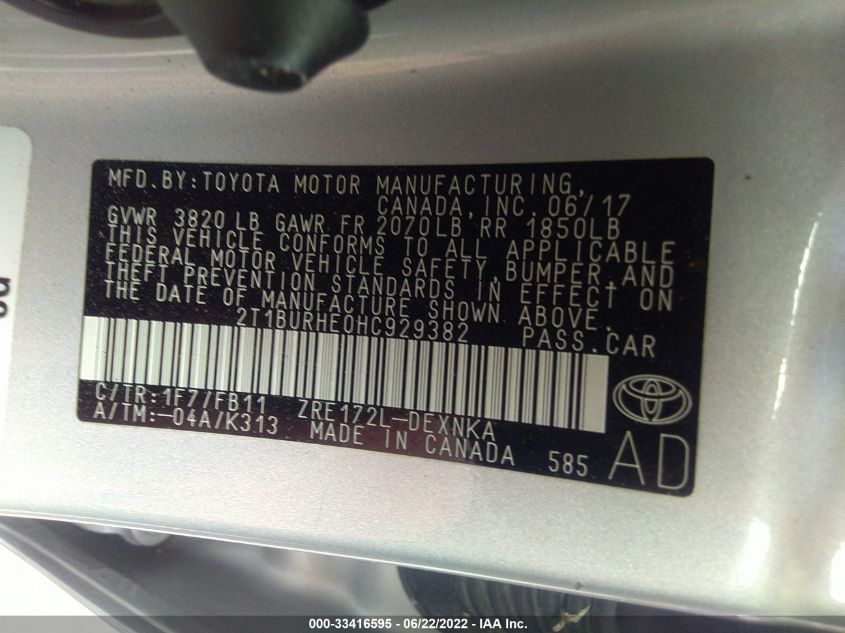 MFD.BY:TOYOTA MOTOR MANUFACTURING,
CANADA,INC. 06/17
GVWR 3820 LB GAWR FR 2070LB RR 1850LB
THIS VEHICLE CONFORMS TO ALL APPLICABLE
FEDERAL MOTOR VEHICLE SAFETY,BUMPER,AND
THEFT PREVENTION STANDARDS IN EFFECT ON
THE DATE OF MANUFACTURE SHOWN ABOVE.
2T1BURHE0HC929382 PASS.CAR
C/TR:1F7/FB11 ZRE172L-DEXNKA
A/TM:-04A/K313 MADE IN CANADA 585
AD
000-33416595 - 06/22/2022 - IAA Inc.